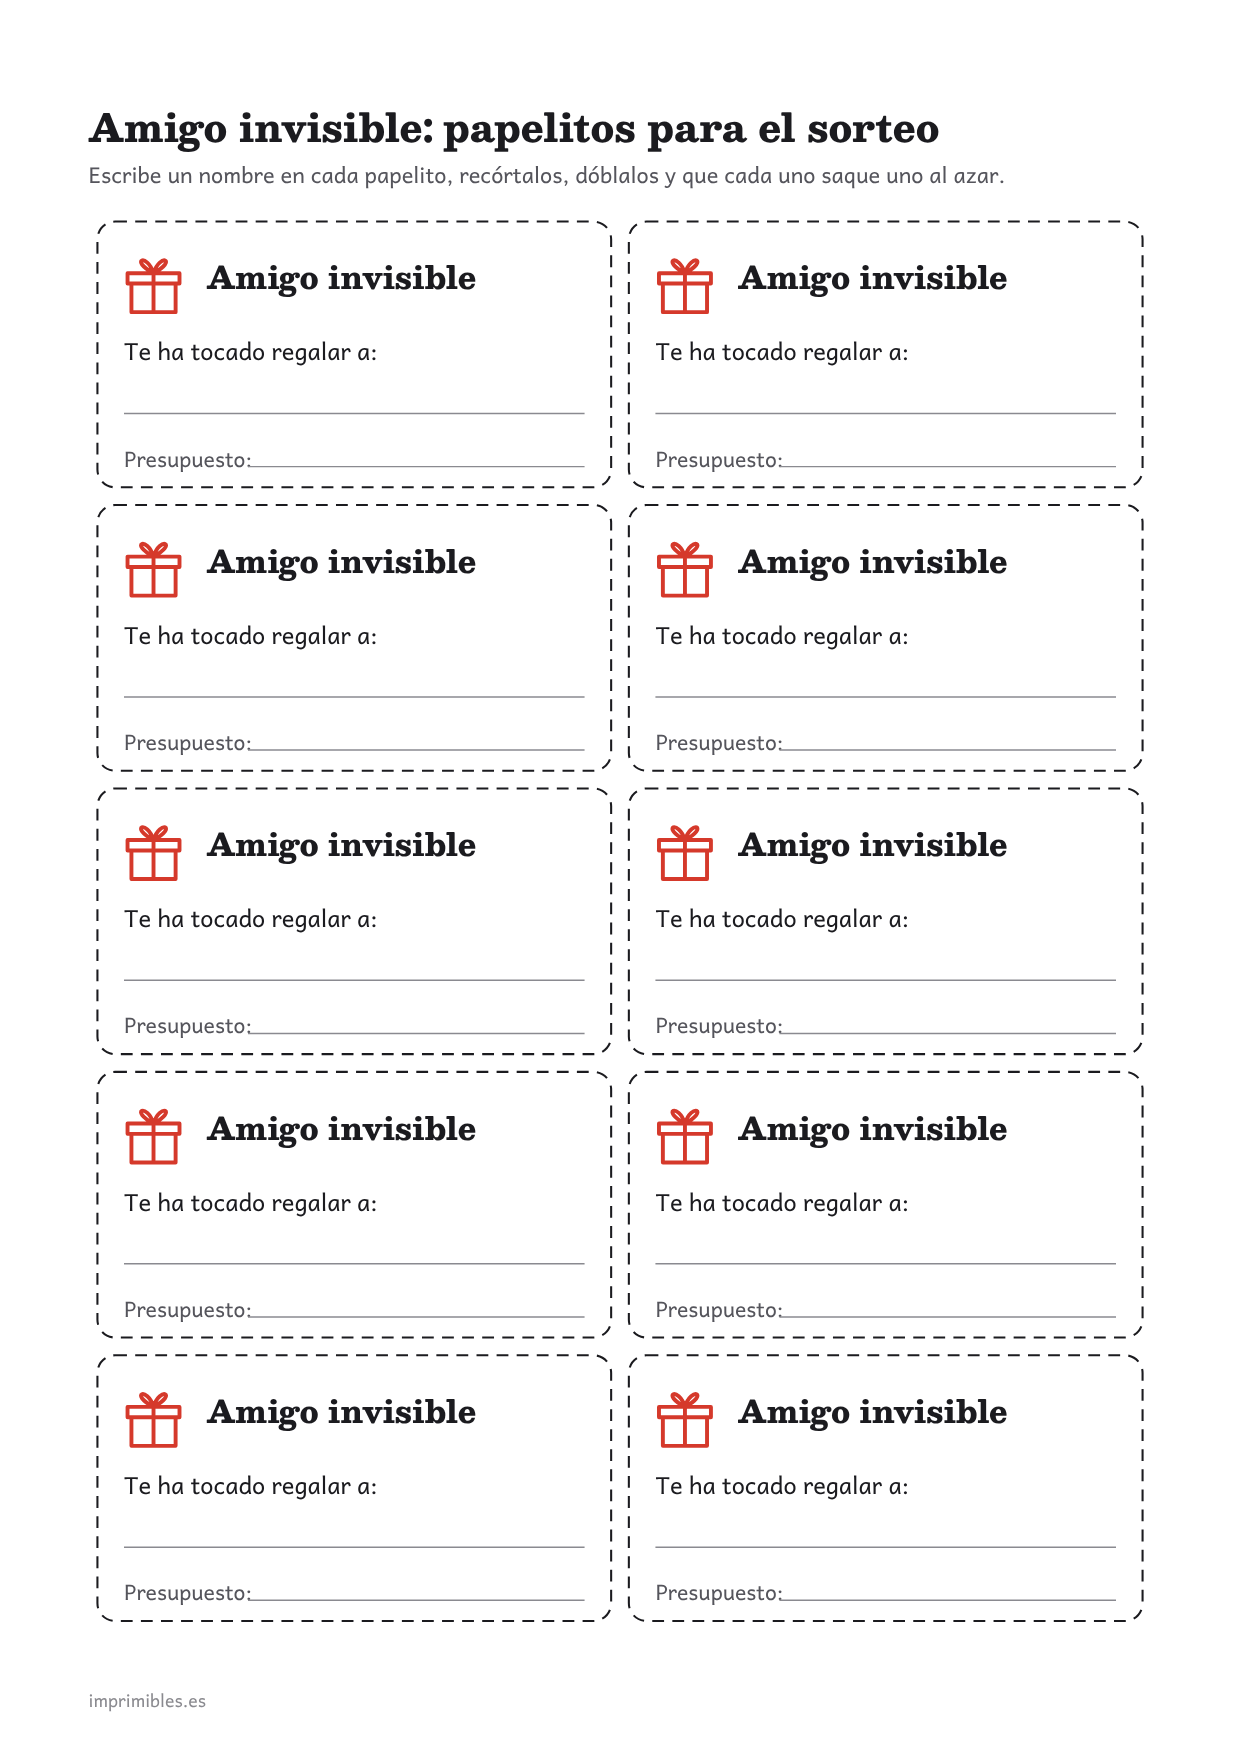 Amigo invisible: papelitos para el sorteo
Escribe un nombre en cada papelito, recórtalos, dóblalos y que cada uno saque uno al azar.
Amigo invisible
Te ha tocado regalar a:
Presupuesto:
Amigo invisible
Te ha tocado regalar a:
Presupuesto:
Amigo invisible
Te ha tocado regalar a:
Presupuesto:
Amigo invisible
Te ha tocado regalar a:
Presupuesto:
Amigo invisible
Te ha tocado regalar a:
Presupuesto:
Amigo invisible
Te ha tocado regalar a:
Presupuesto:
Amigo invisible
Te ha tocado regalar a:
Presupuesto:
Amigo invisible
Te ha tocado regalar a:
Presupuesto:
Amigo invisible
Te ha tocado regalar a:
Presupuesto:
Amigo invisible
Te ha tocado regalar a:
Presupuesto:
imprimibles.es